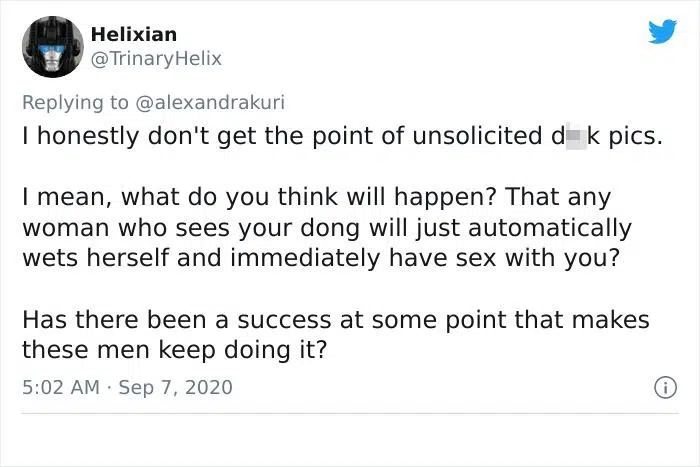 Helixian
@TrinaryHelix
Replying to @alexandrakuri
I honestly don't get the point of unsolicited d k pics.
I mean, what do you think will happen? That any
woman who sees your dong will just automatically
wets herself and immediately have sex with you?
Has there been a success at some point that makes
these men keep doing it?
5:02 AM · Sep 7, 2020